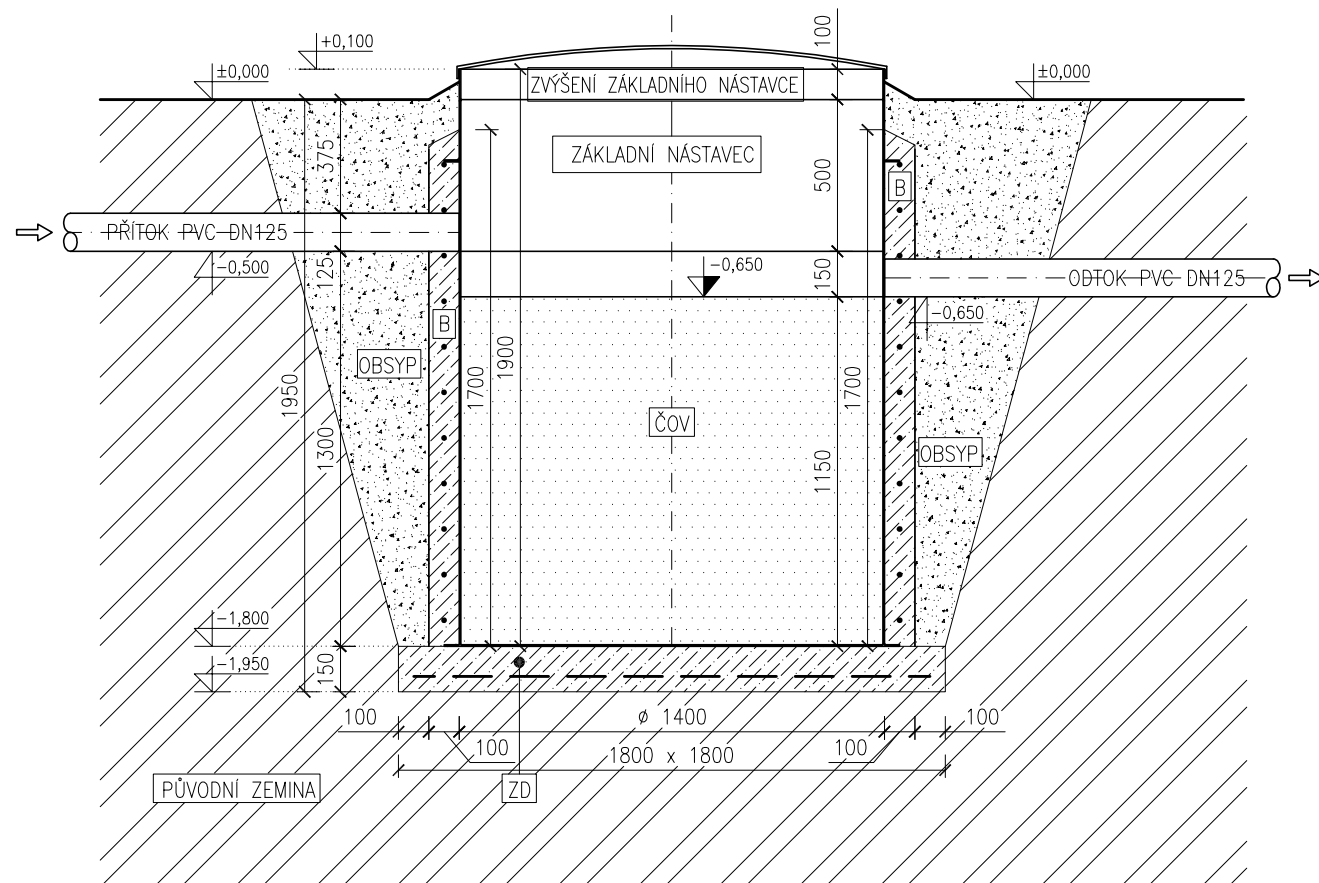 +0,100
100
±0,000
±0,000
ZVÝŠENÍ ZÁKLADNÍHO NÁSTAVCE
375
ZÁKLADNÍ NÁSTAVEC
500
B
PŘÍTOK PVC DN125
-0,500
125
-0,650
150
ODTOK PVC DN125
-0,650
B
OBSYP
1950
1300
1700
1900
1700
ČOV
1150
OBSYP
-1,800
-1,950
150
100
100
ø 1400
100
100
1800 x 1800
PŮVODNÍ ZEMINA
ZD